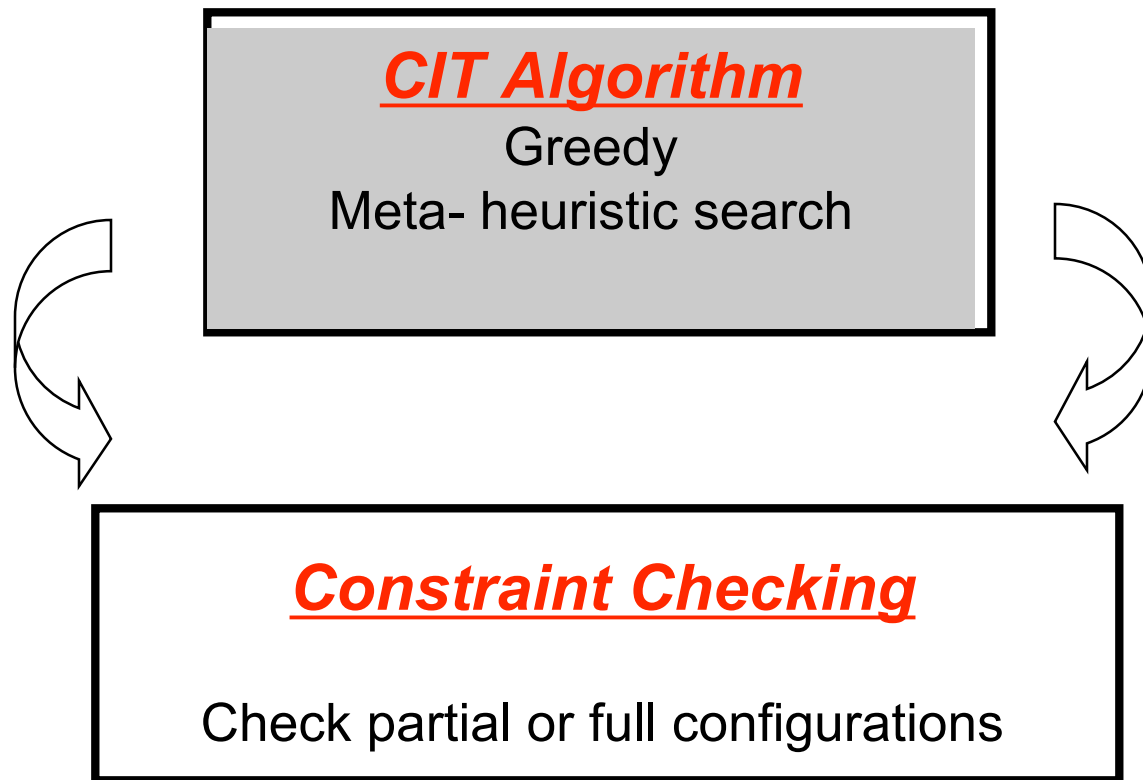 CIT Algorithm
Greedy
Meta- heuristic search
Constraint Checking
Check partial or full configurations